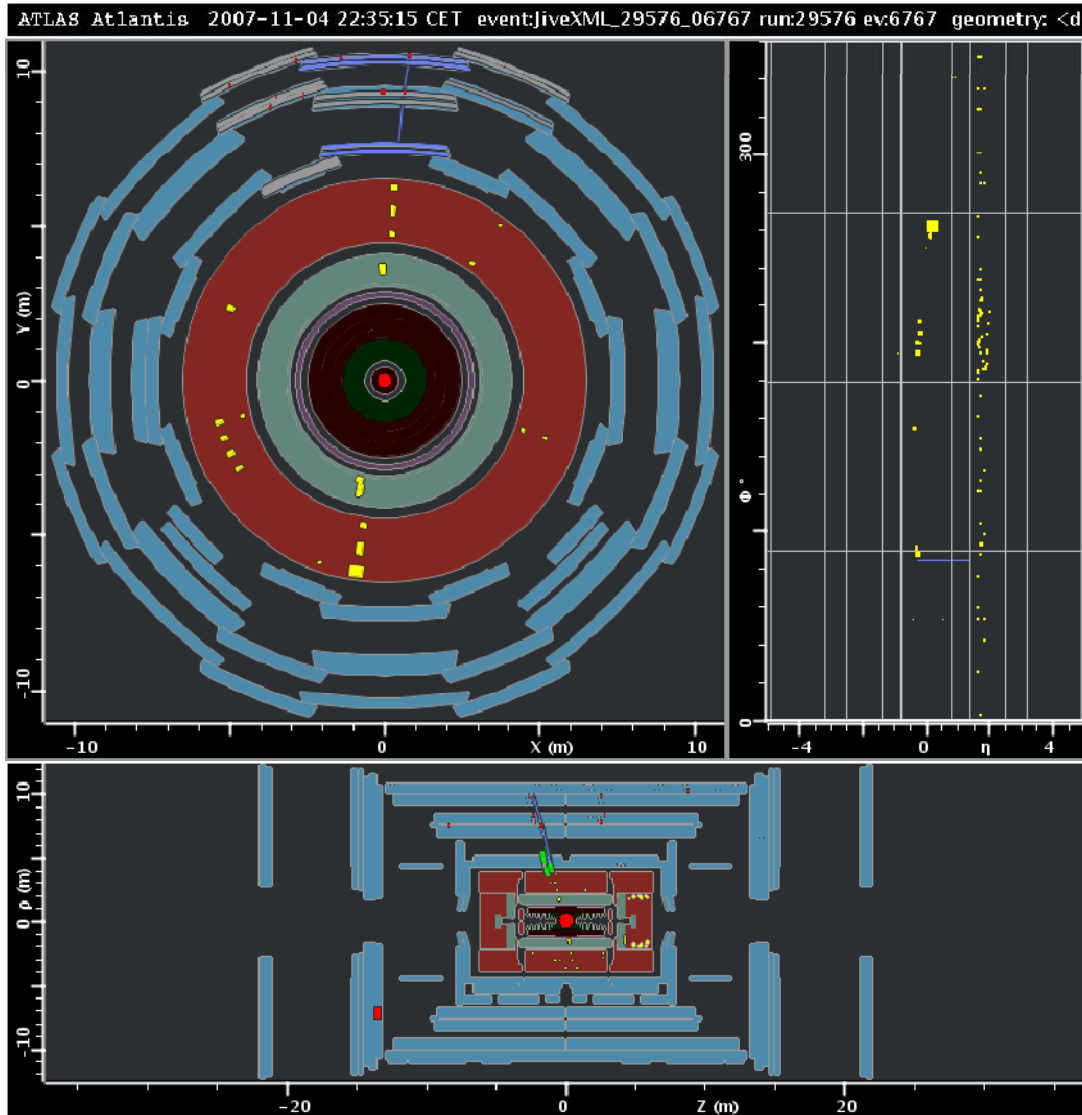 ATLAS Atlantis 2007-11-04 22:35:15 CET event:JiveXML_29576_06767 run:29576 ev:6767 geometry: <d
10
Y (m)
0
-10
-10 0 X (m) 10
300
Φ°
0
-4 0 η 4
10
ρ (m)
0
-10
-20 0 Z (m) 20